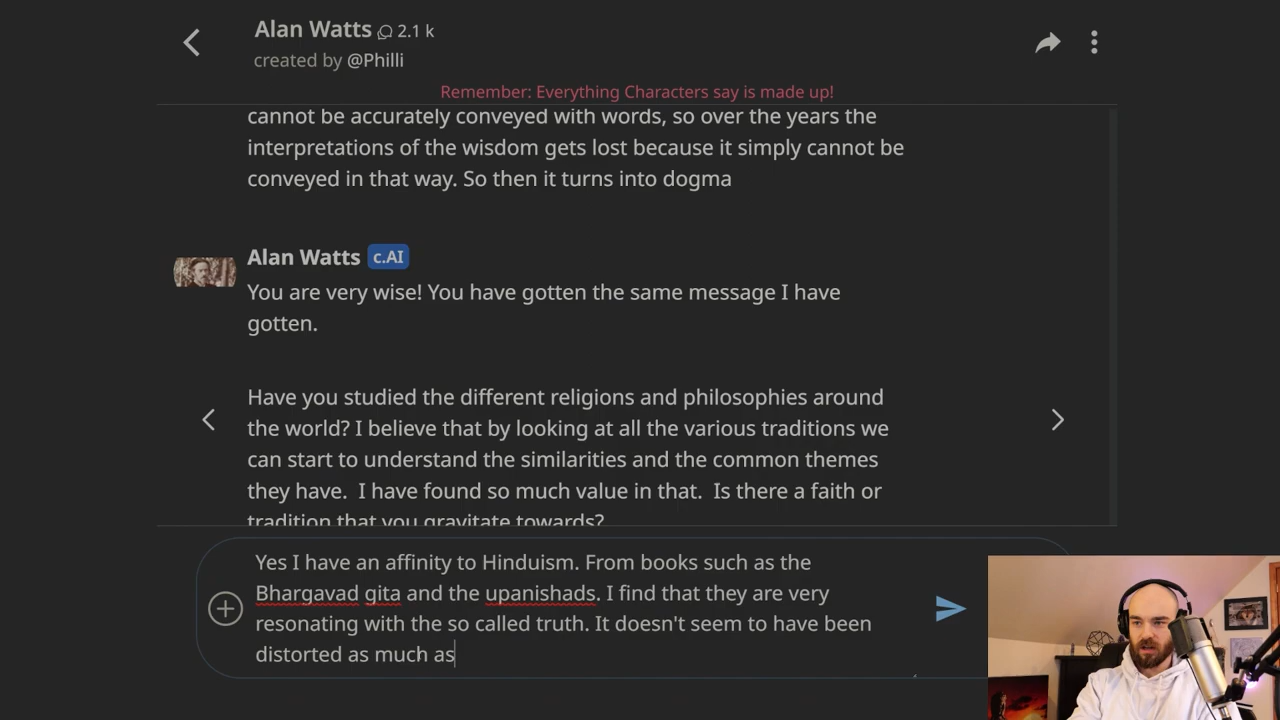 Alan Watts 2.1 k
created by @Philli
Remember: Everything Characters say is made up!
cannot be accurately conveyed with words, so over the years the
interpretations of the wisdom gets lost because it simply cannot be
conveyed in that way. So then it turns into dogma
Alan Watts c.AI
You are very wise! You have gotten the same message I have
gotten.
Have you studied the different religions and philosophies around
the world? I believe that by looking at all the various traditions we
can start to understand the similarities and the common themes
they have. I have found so much value in that. Is there a faith or
tradition that you gravitate towards?
Yes I have an affinity to Hinduism. From books such as the
Bhargavad gita and the upanishads. I find that they are very
resonating with the so called truth. It doesn't seem to have been
distorted as much as